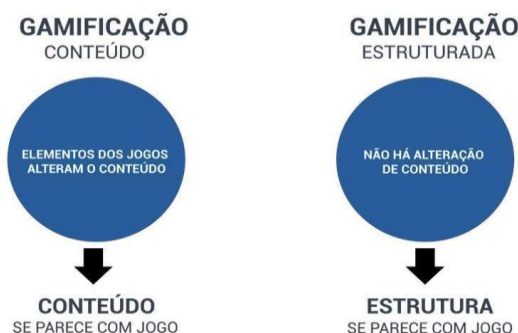 GAMIFICAÇÃO
CONTEÚDO
ELEMENTOS DOS JOGOS
ALTERAM O CONTEÚDO
CONTEÚDO
SE PARECE COM JOGO
GAMIFICAÇÃO
ESTRUTURADA
NÃO HÁ ALTERAÇÃO
DE CONTEÚDO
ESTRUTURA
SE PARECE COM JOGO